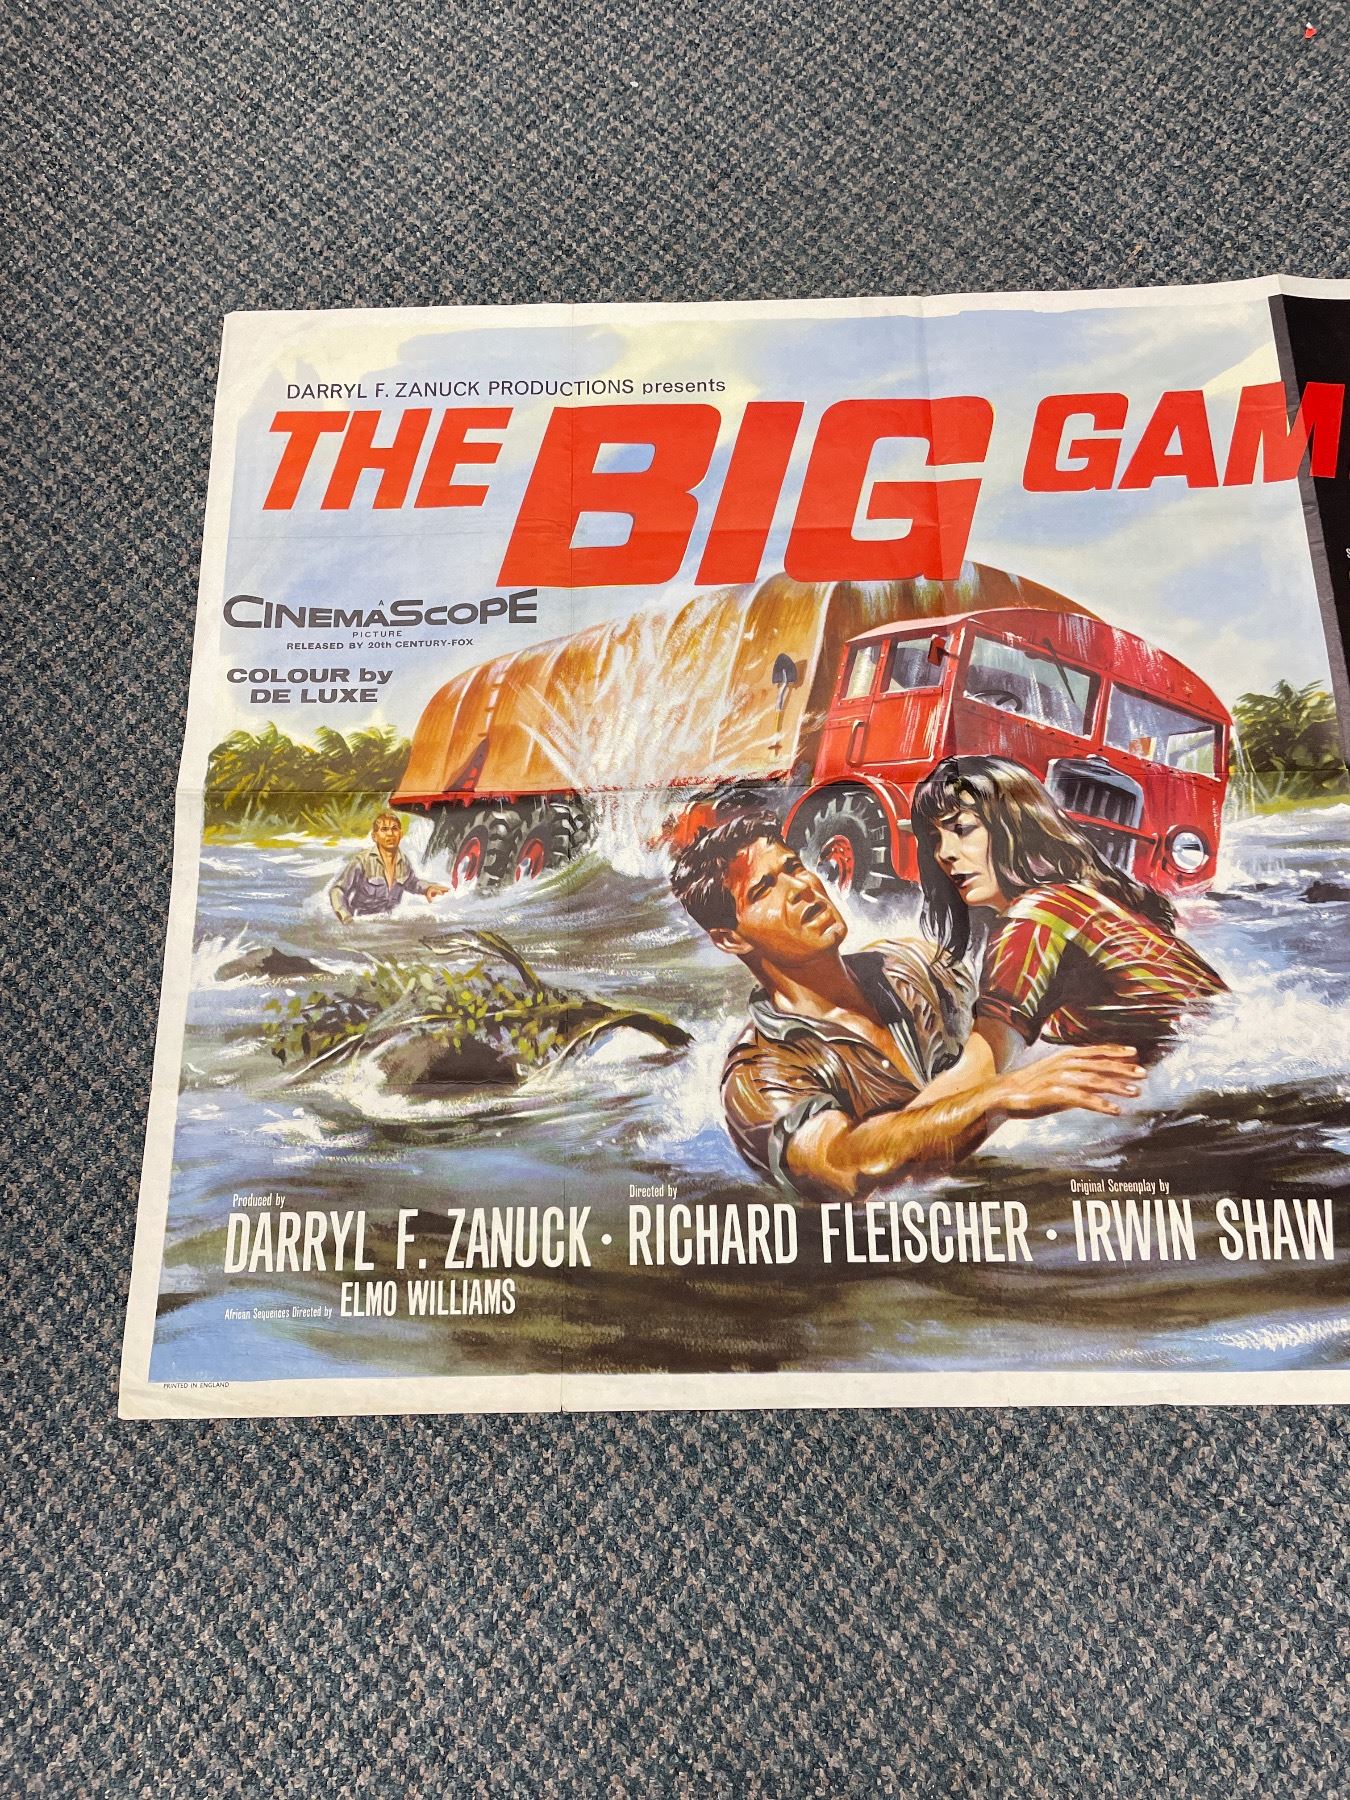 DARRYL F. ZANUCK PRODUCTIONS presents
THE BIG GAM
A
CINEMASCOPE
PICTURE
RELEASED BY 20th CENTURY-FOX
COLOUR by
DE LUXE
Produced by
DARRYL F. ZANUCK •
Directed by
RICHARD FLEISCHER •
Original Screenplay by
IRWIN SHAW
African Sequences Directed by ELMO WILLIAMS
PRINTED IN ENGLAND